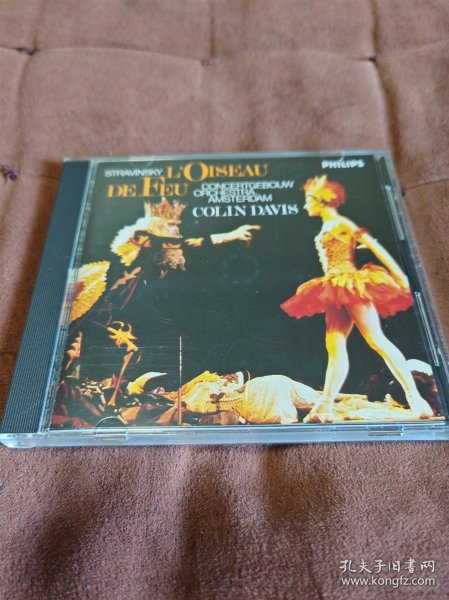 STRAVINSKY L'OISEAU
DE FEU CONCERTGEBOUW
ORCHESTRA,
AMSTERDAM
COLIN DAVIS
PHILIPS
孔夫子旧书网
www.kongfz.com